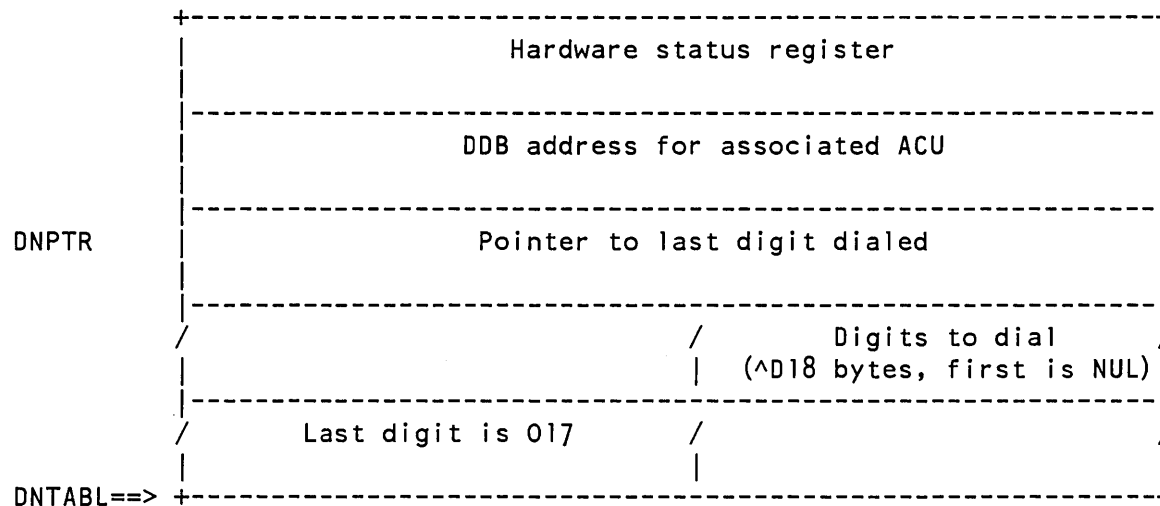 Hardware status register
DDB address for associated ACU
DNPTR Pointer to last digit dialed
Digits to dial
(^D18 bytes, first is NUL)
Last digit is 017
DNTABL==>